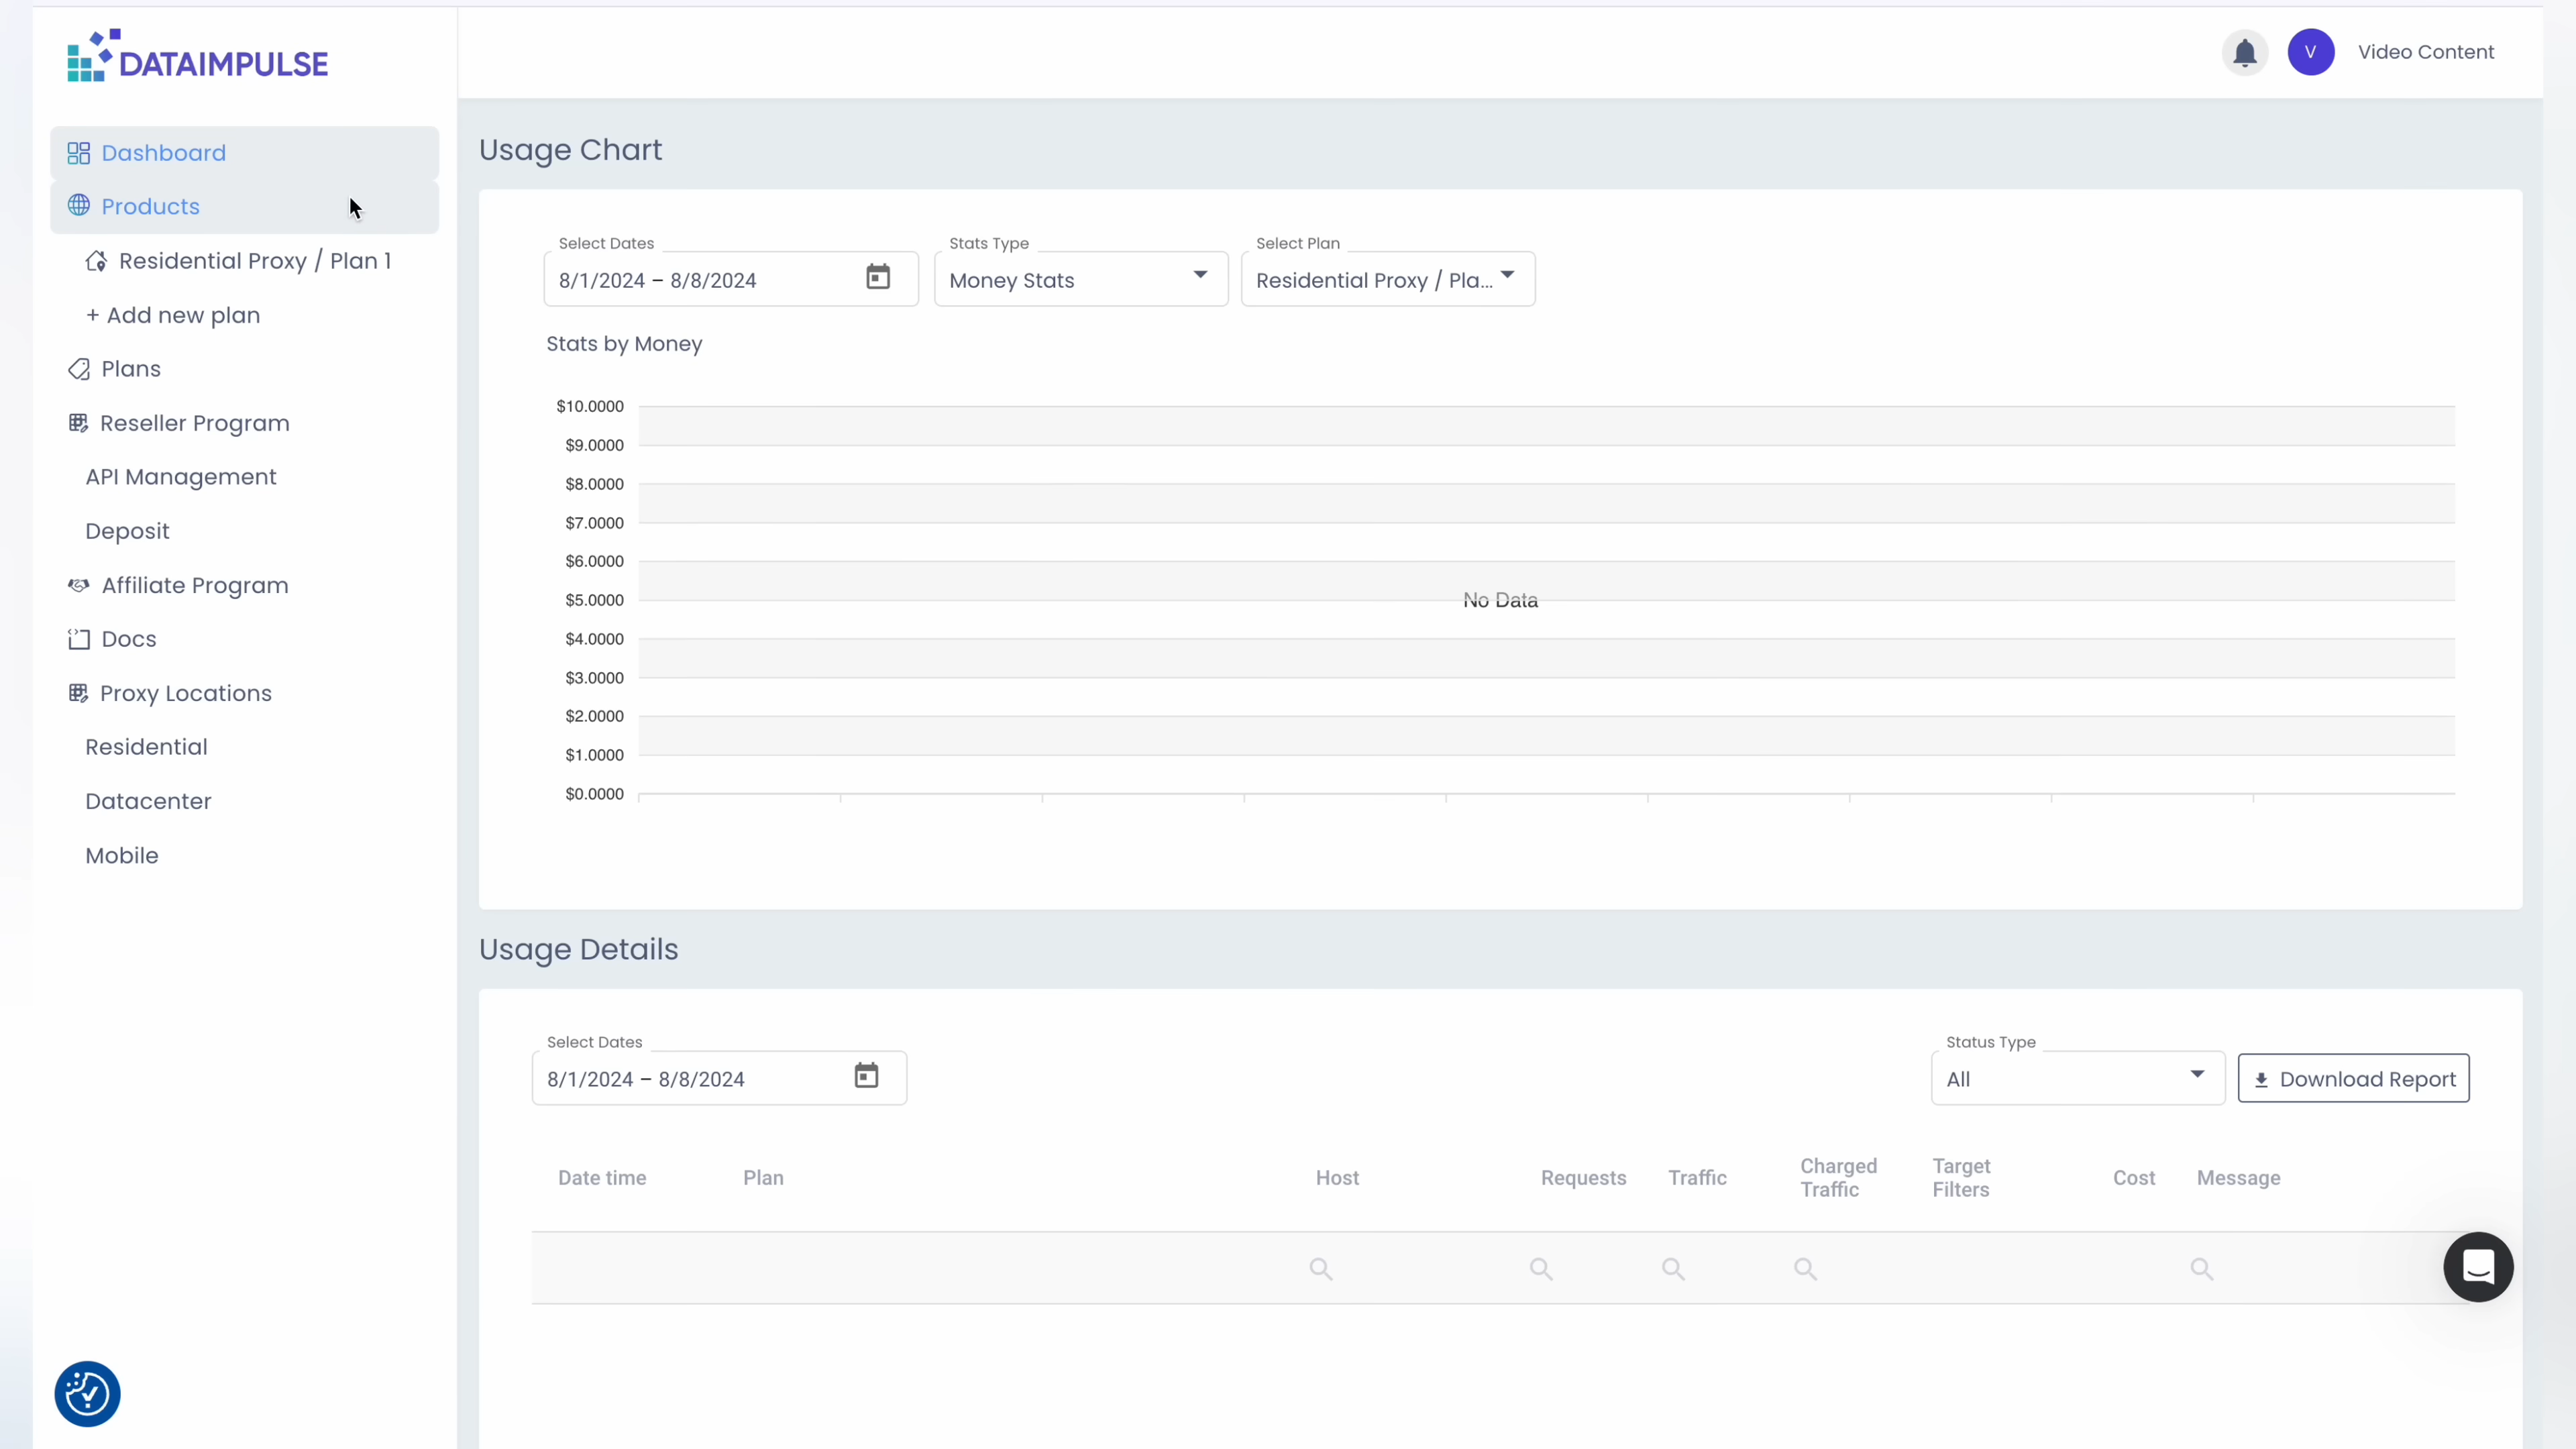 DATAIMPULSE
V
Video Content
Dashboard
Products
Residential Proxy / Plan 1
+ Add new plan
Plans
Reseller Program
API Management
Deposit
Affiliate Program
Docs
Proxy Locations
Residential
Datacenter
Mobile
Usage Chart
Select Dates
8/1/2024 – 8/8/2024
Stats Type
Money Stats
Select Plan
Residential Proxy / Pla...
Stats by Money
$10.0000
$9.0000
$8.0000
$7.0000
$6.0000
$5.0000
No Data
$4.0000
$3.0000
$2.0000
$1.0000
$0.0000
Usage Details
Select Dates
8/1/2024 – 8/8/2024
Status Type
All
Download Report
Date time
Plan
Host
Requests
Traffic
Charged
Traffic
Target
Filters
Cost
Message